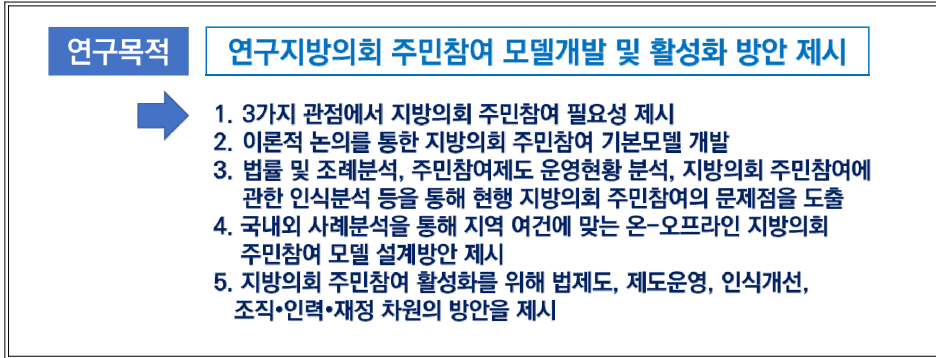 연구목적
연구지방의회 주민참여 모델개발 및 활성화 방안 제시
1. 3가지 관점에서 지방의회 주민참여 필요성 제시
2. 이론적 논의를 통한 지방의회 주민참여 기본모델 개발
3. 법률 및 조례분석, 주민참여제도 운영현황 분석, 지방의회 주민참여에
관한 인식분석 등을 통해 현행 지방의회 주민참여의 문제점을 도출
4. 국내외 사례분석을 통해 지역 여건에 맞는 온-오프라인 지방의회
주민참여 모델 설계방안 제시
5. 지방의회 주민참여 활성화를 위해 법제도, 제도운영, 인식개선,
조직•인력•재정 차원의 방안을 제시